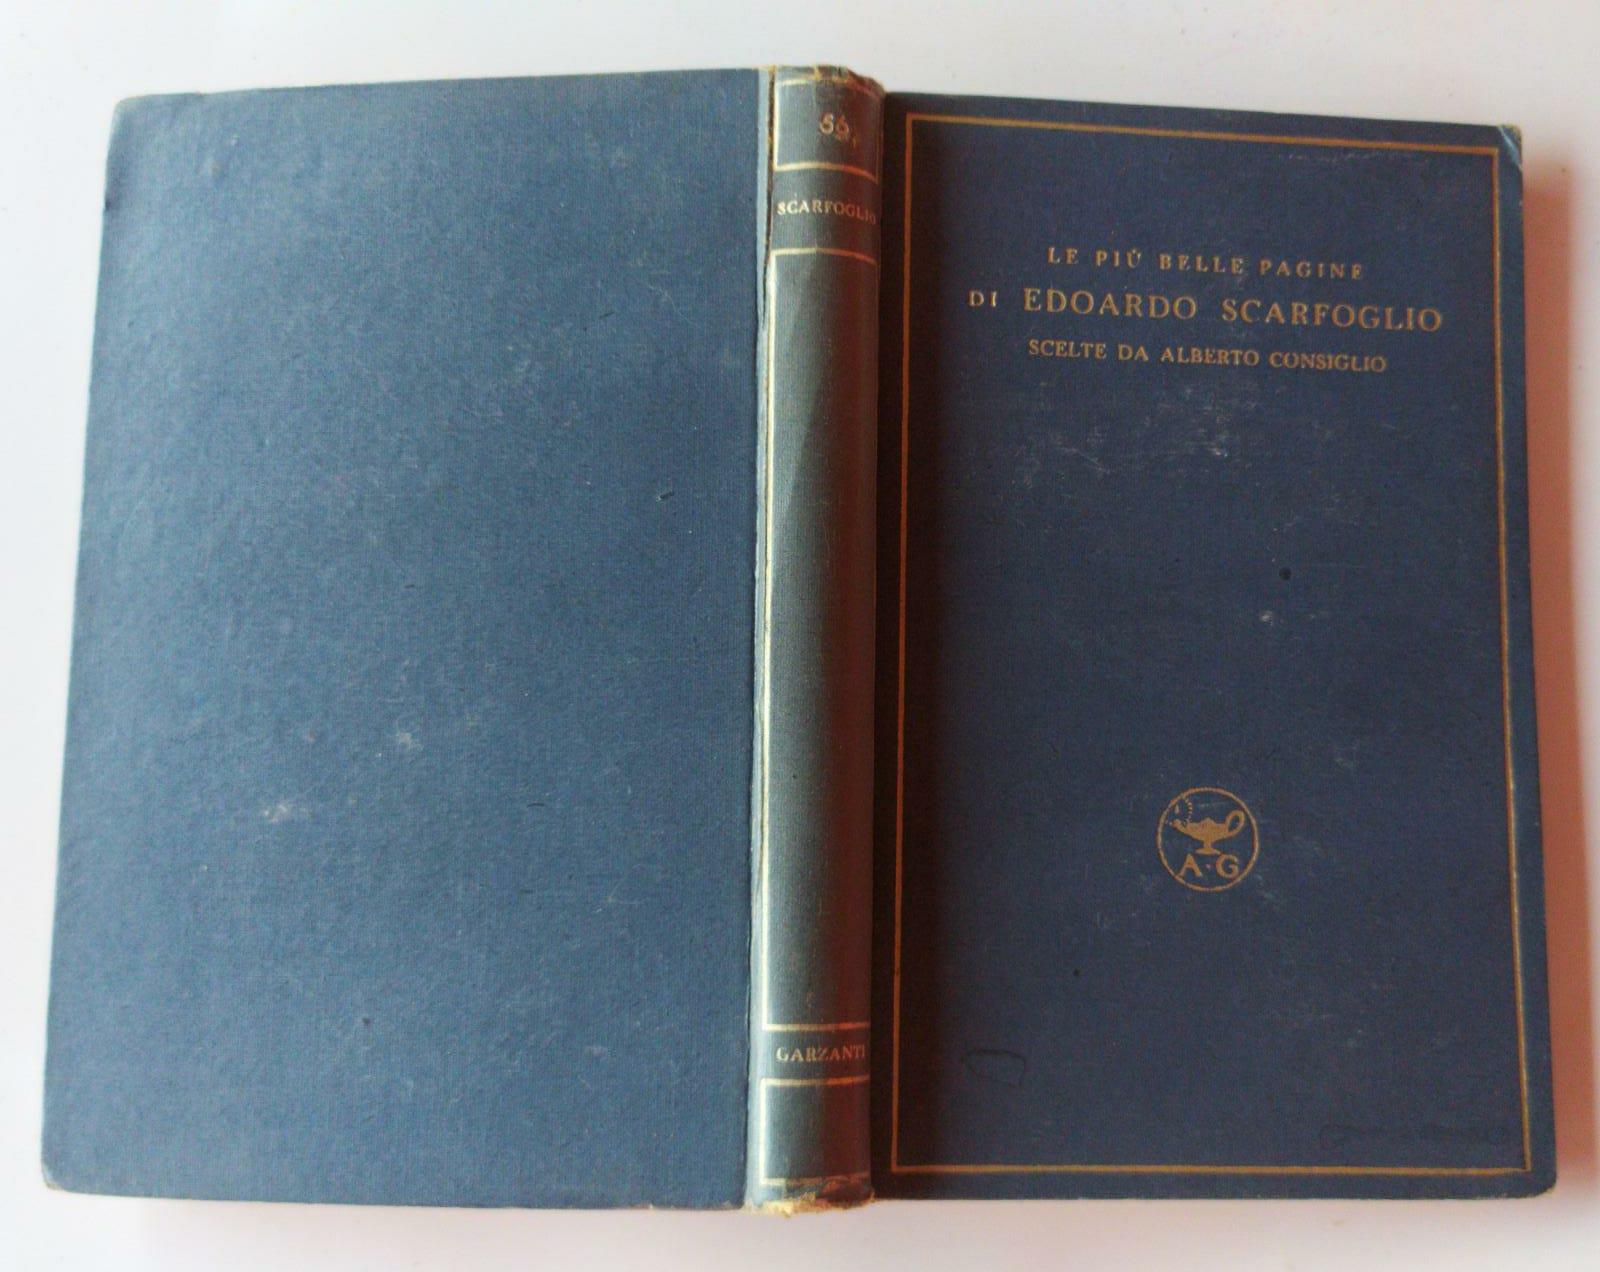 56.
SCARFOGLIO
GARZANTI
LE PIÙ BELLE PAGINE
DI EDOARDO SCARFOGLIO
SCELTE DA ALBERTO CONSIGLIO
A·G